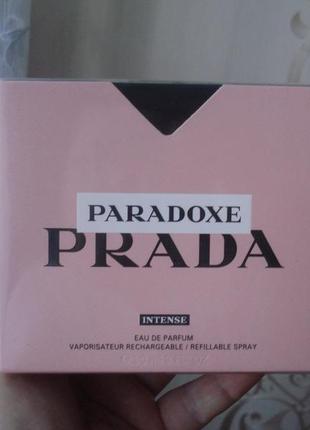 PARADOXE
PRADA
INTENSE
EAU DE PARFUM
VAPORISATEUR RECHARGEABLE / REFILLABLE SPRAY